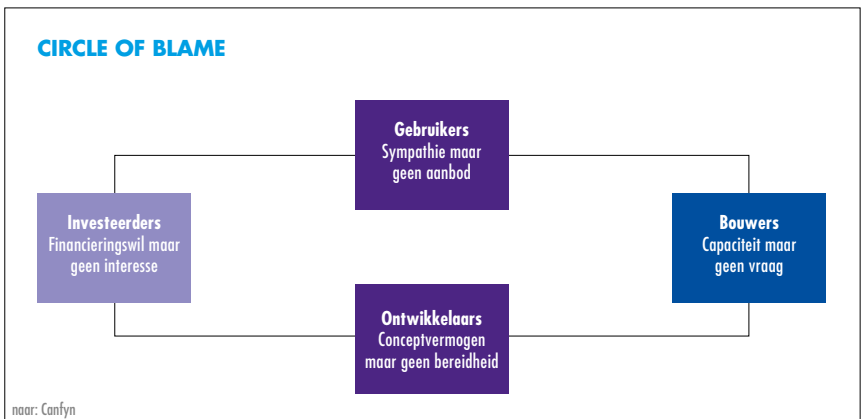 CIRCLE OF BLAME
Gebruikers
Sympathie maar
geen aanbod
Investeerders
Financieringswil maar
geen interesse
Bouwers
Capaciteit maar
geen vraag
Ontwikkelaars
Conceptvermogen
maar geen bereidheid
naar: Canfyn